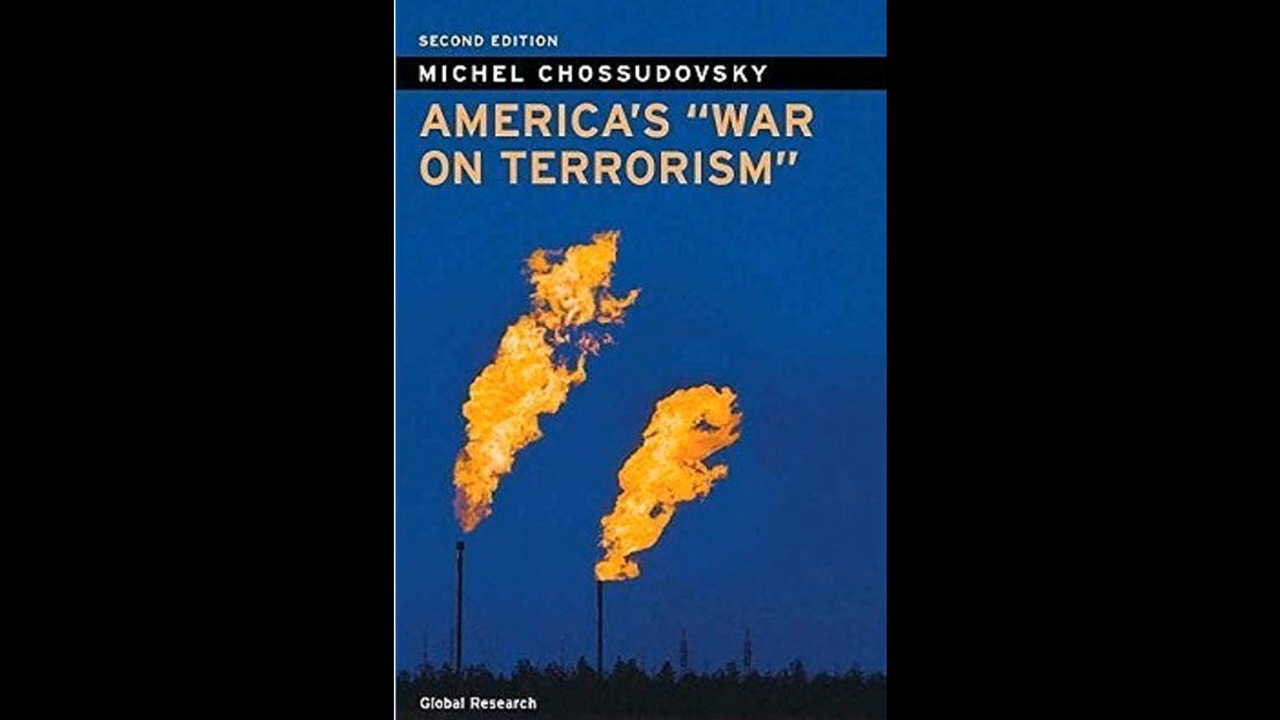 SECOND EDITION
MICHEL CHOSSUDOVSKY
AMERICA'S "WAR
ON TERRORISM"
Global Research